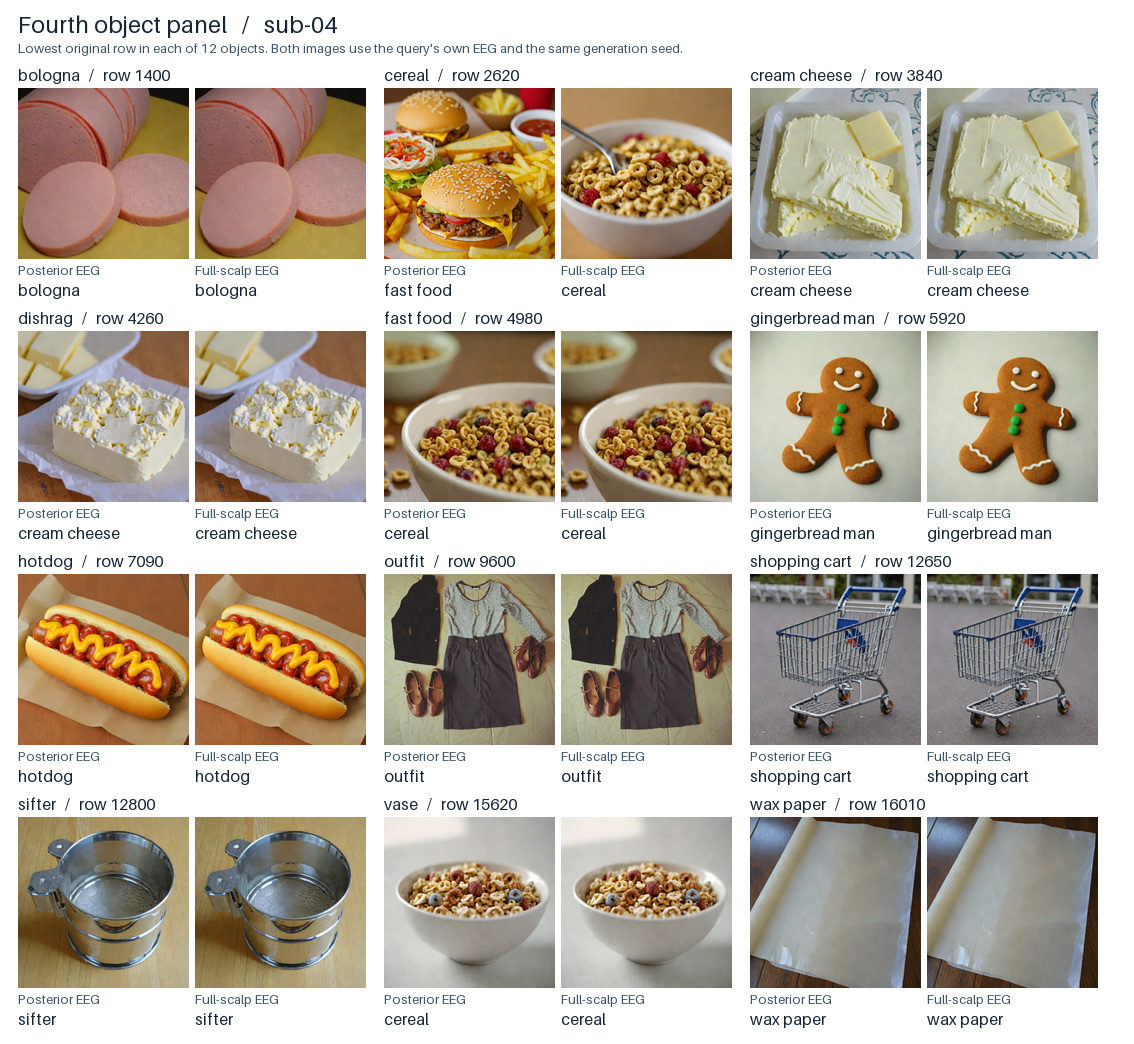 Fourth object panel / sub-04
Lowest original row in each of 12 objects. Both images use the query's own EEG and the same generation seed.
bologna / row 1400
cereal / row 2620
cream cheese / row 3840
Posterior EEG
Full-scalp EEG
Posterior EEG
Full-scalp EEG
Posterior EEG
Full-scalp EEG
bologna
bologna
fast food
cereal
cream cheese
cream cheese
dishrag / row 4260
fast food / row 4980
gingerbread man / row 5920
Posterior EEG
Full-scalp EEG
Posterior EEG
Full-scalp EEG
Posterior EEG
Full-scalp EEG
cream cheese
cream cheese
cereal
cereal
gingerbread man
gingerbread man
hotdog / row 7090
outfit / row 9600
shopping cart / row 12650
Posterior EEG
Full-scalp EEG
Posterior EEG
Full-scalp EEG
Posterior EEG
Full-scalp EEG
hotdog
hotdog
outfit
outfit
shopping cart
shopping cart
sifter / row 12800
vase / row 15620
wax paper / row 16010
Posterior EEG
Full-scalp EEG
Posterior EEG
Full-scalp EEG
Posterior EEG
Full-scalp EEG
sifter
sifter
cereal
cereal
wax paper
wax paper